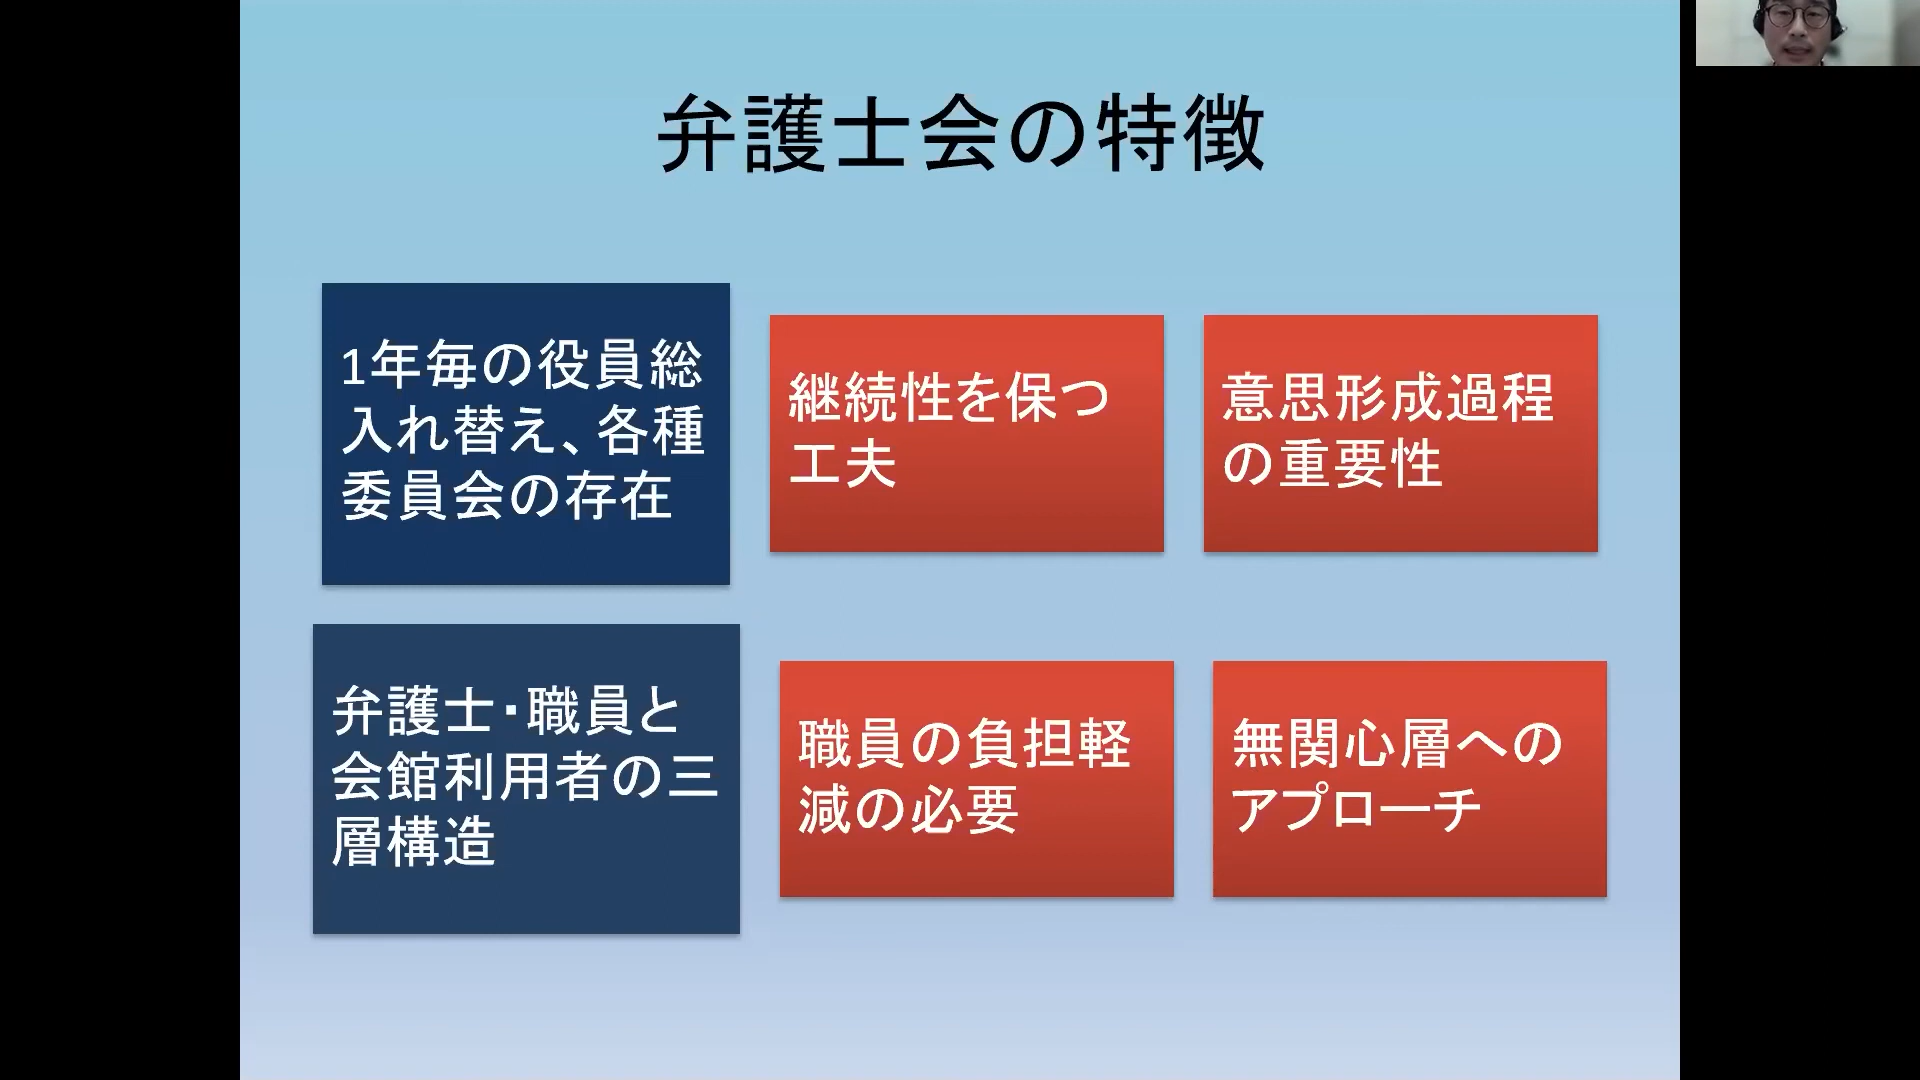 弁護士会の特徴
1年毎の役員総
入れ替え、各種
委員会の存在
継続性を保つ
工夫
意思形成過程
の重要性
弁護士・職員と
会館利用者の三
層構造
職員の負担軽
減の必要
無関心層への
アプローチ